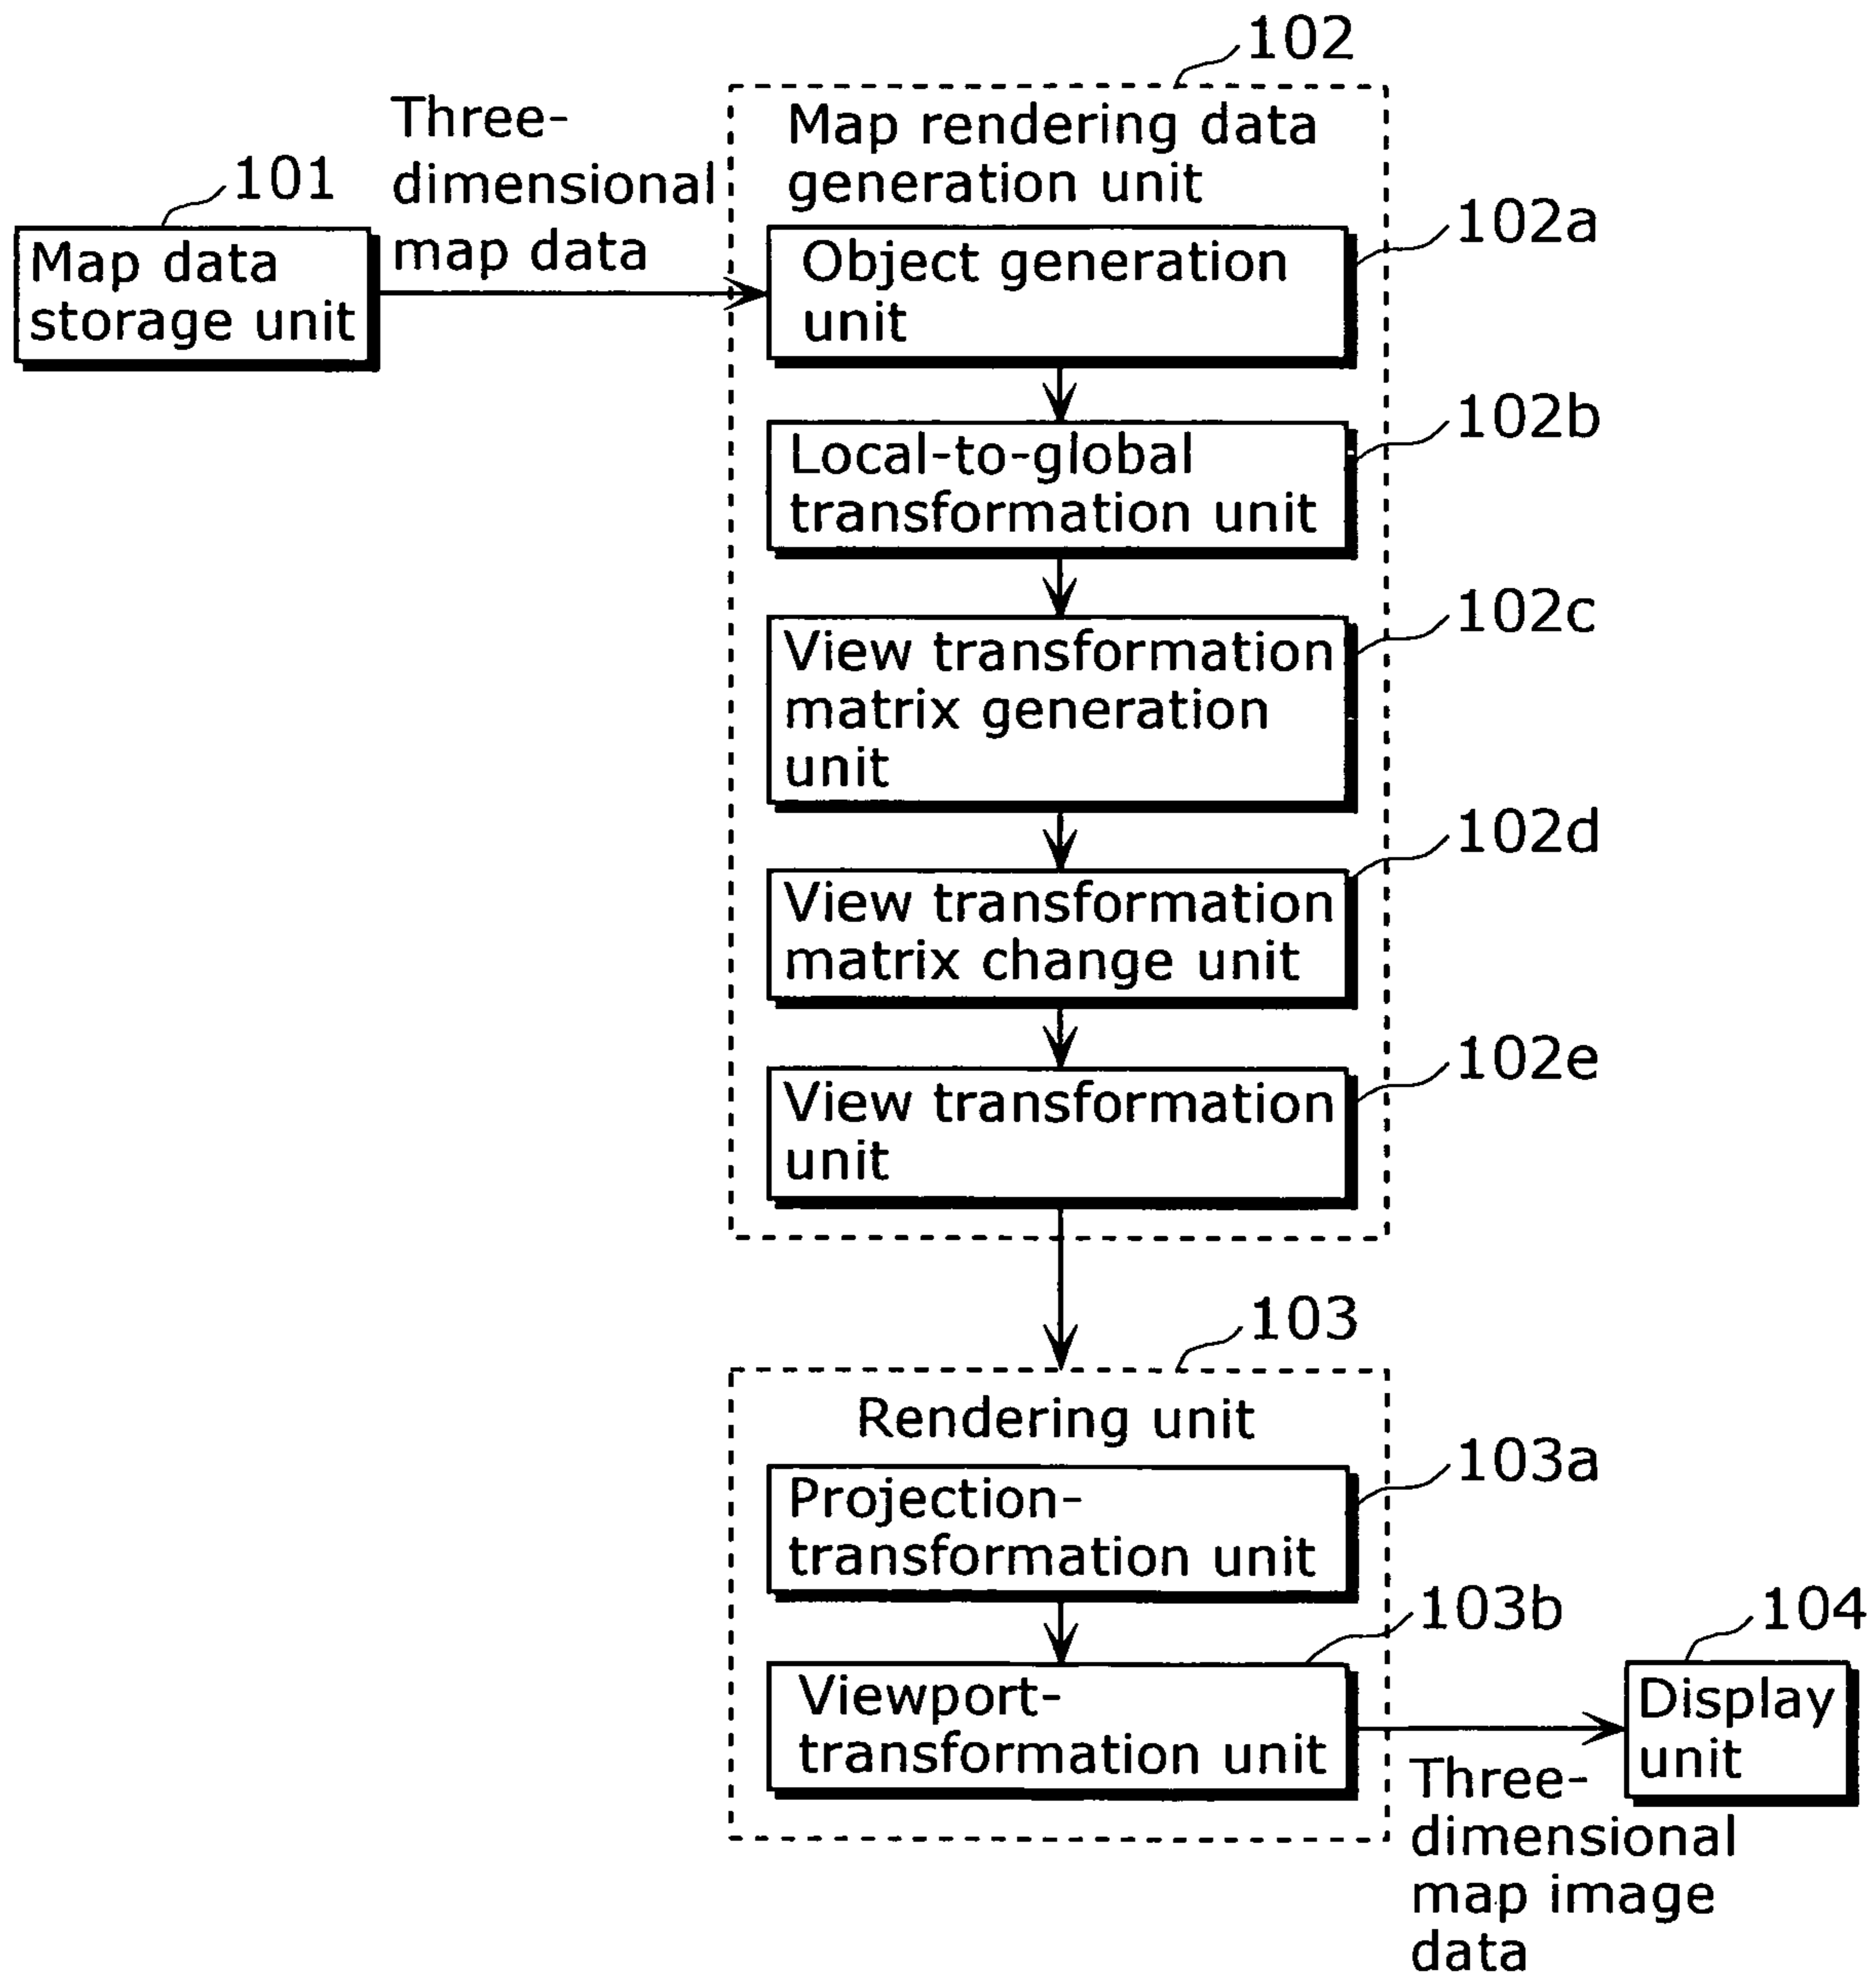 102
Three-
dimensional
map data
Map rendering data
generation unit
101
Map data
storage unit
102a
Object generation
unit
102b
Local-to-global
transformation unit
102c
View transformation
matrix generation
unit
102d
View transformation
matrix change unit
102e
View transformation
unit
103
Rendering unit
103a
Projection-
transformation unit
103b
Viewport-
transformation unit
104
Display
unit
Three-
dimensional
map image
data